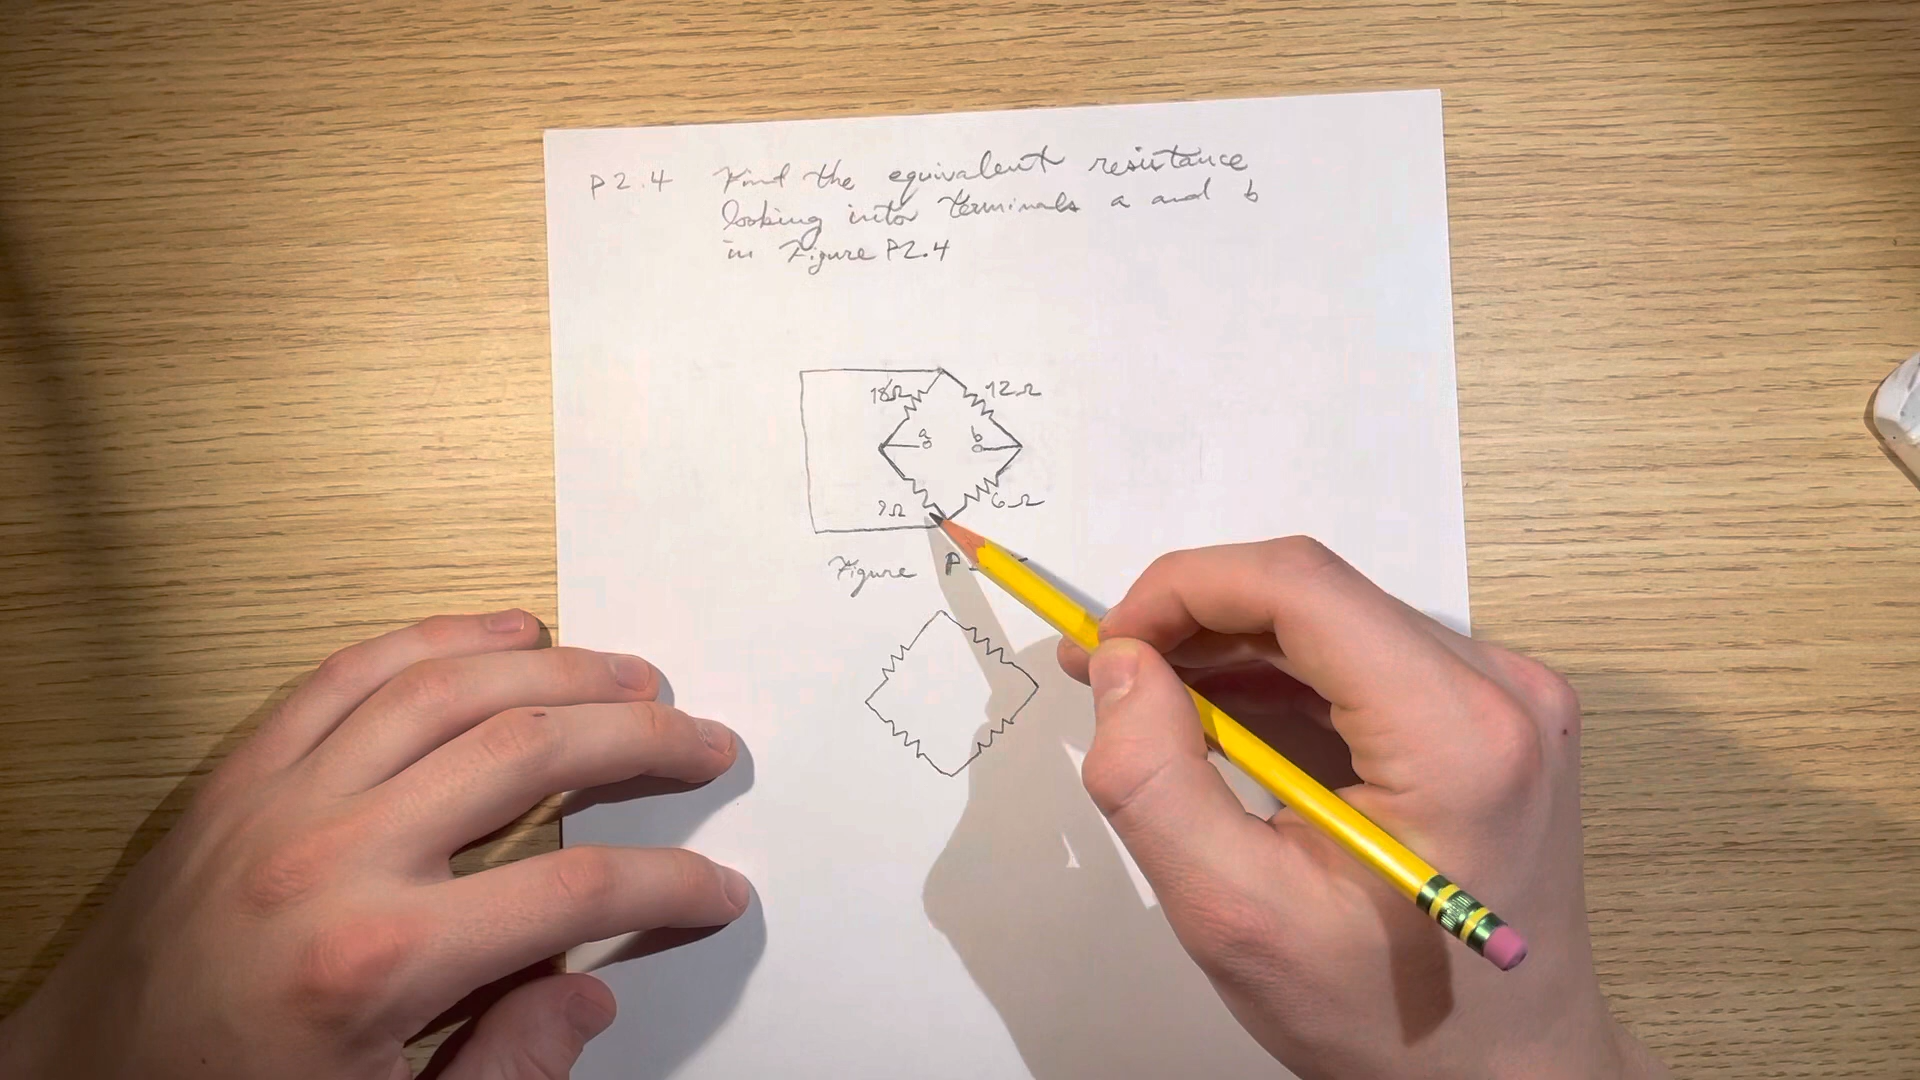 P2.4 Find the equivalent resistance
looking into terminals a and b
in Figure P2.4
18Ω 12Ω
a b
9Ω 6Ω
Figure P